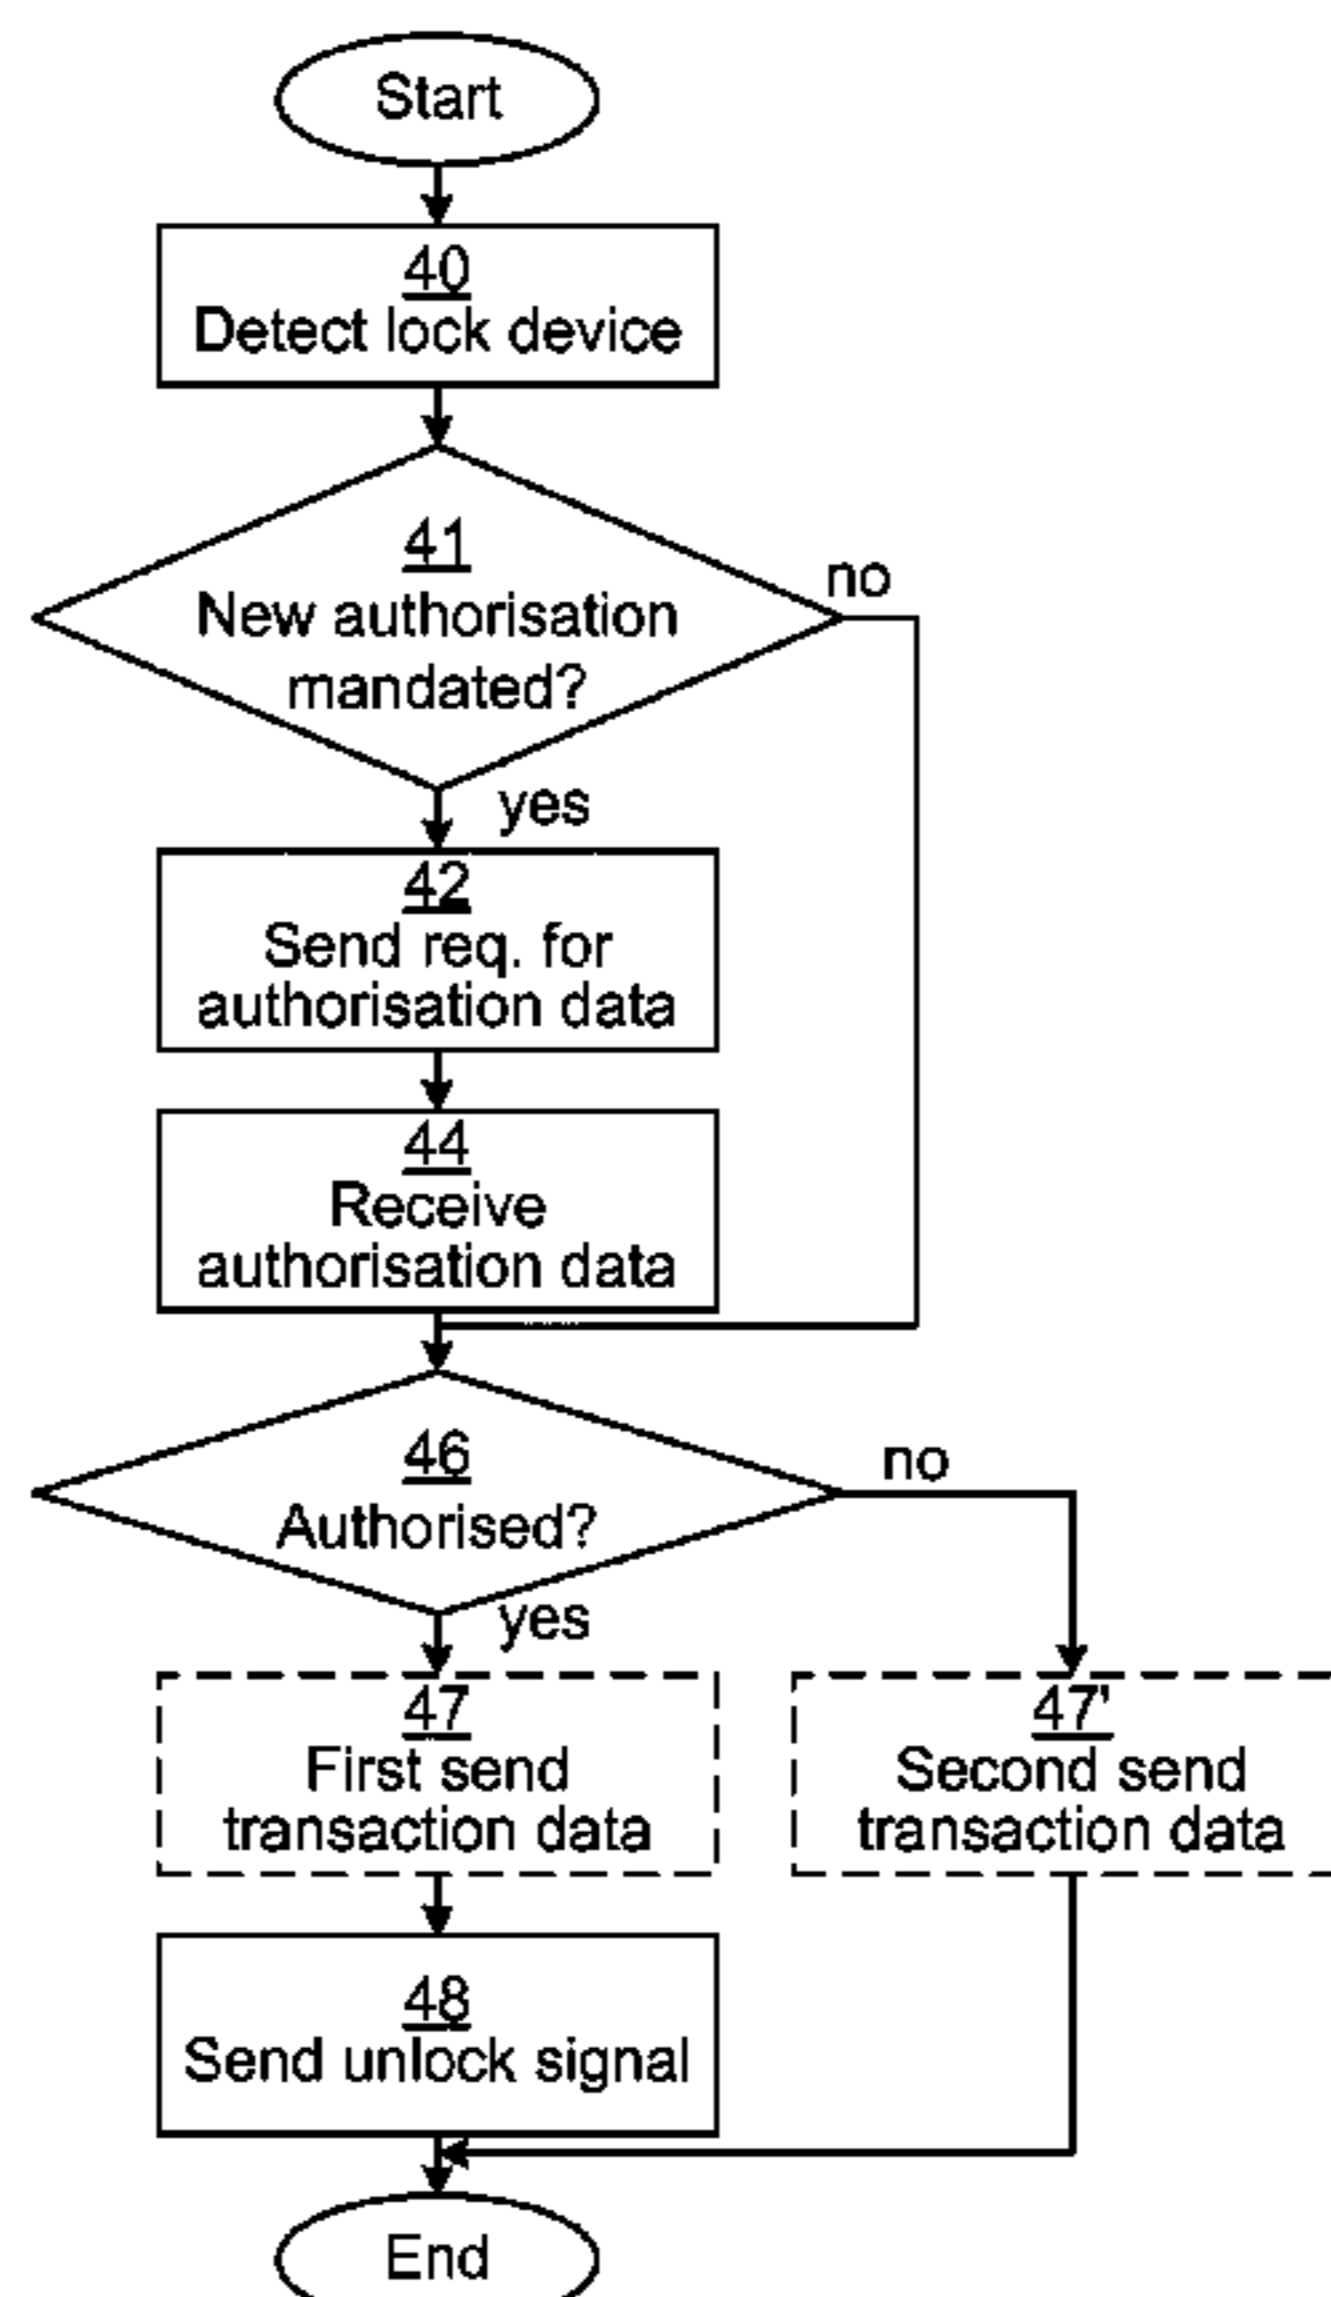 Start
40
Detect lock device
41
New authorisation
mandated?
no
yes
42
Send req. for
authorisation data
44
Receive
authorisation data
46
Authorised?
no
yes
47
First send
transaction data
47'
Second send
transaction data
48
Send unlock signal
End